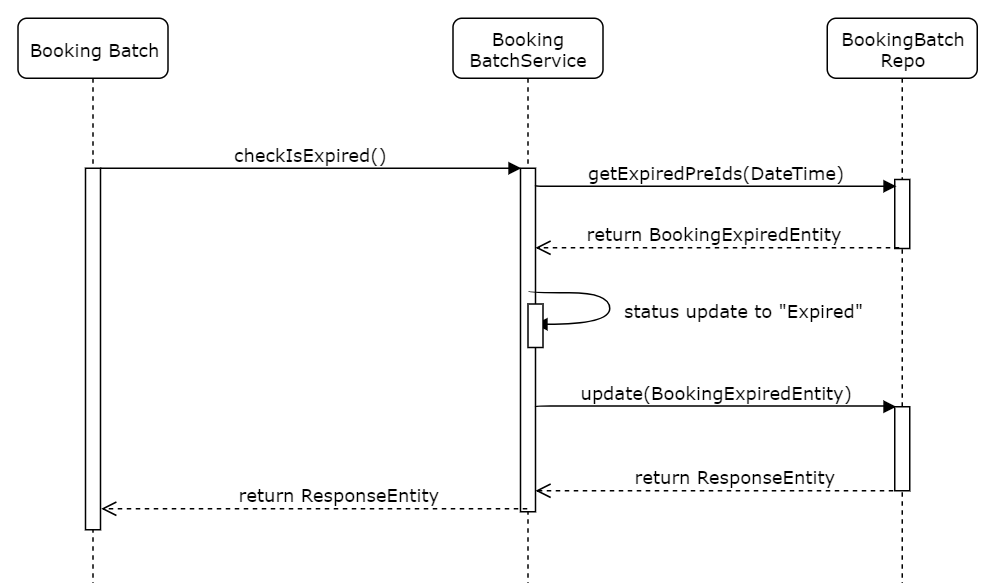 Booking Batch
Booking
BatchService
BookingBatch
Repo
checkIsExpired()
getExpiredPreIds(DateTime)
return BookingExpiredEntity
status update to "Expired"
update(BookingExpiredEntity)
return ResponseEntity
return ResponseEntity